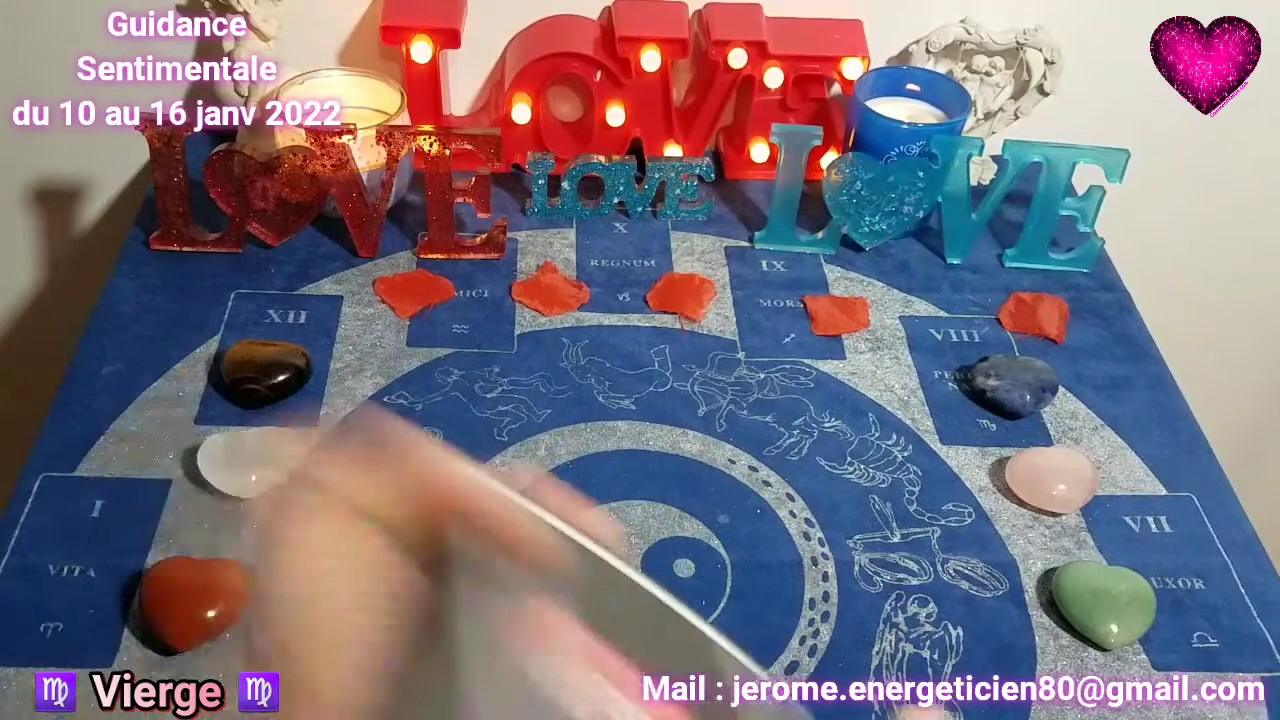 Guidance
Sentimentale
du 10 au 16 janv 2022
LOVE
LOVE
LOVE
LOVE
X
REGNUM
IX
MORS
MICI
XII
VIII
I
VITA
VII
UXOR
♍ Vierge ♍
Mail : jerome.energeticien80@gmail.com